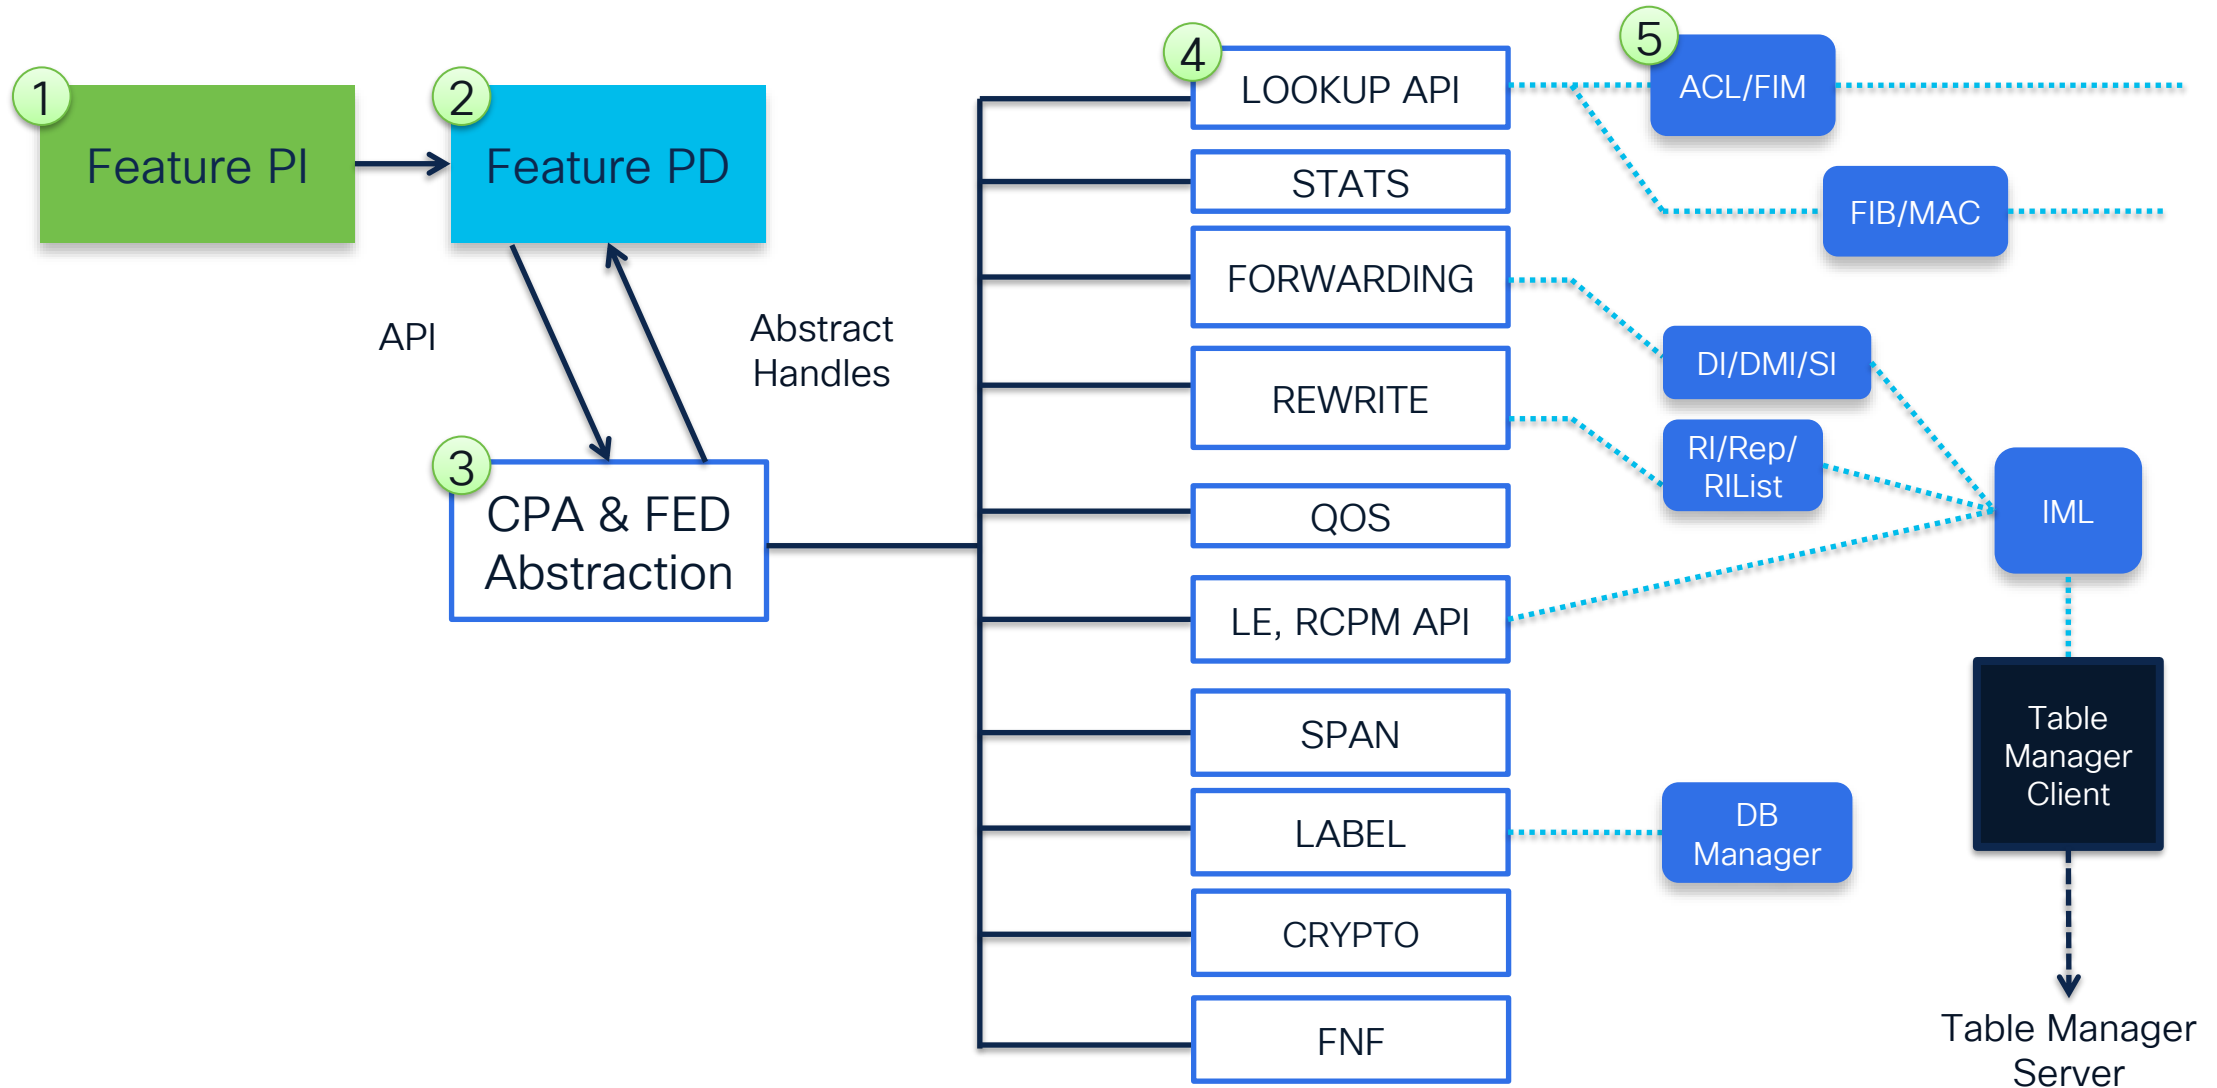 1
Feature PI
2
Feature PD
API
Abstract
Handles
3
CPA & FED
Abstraction
4
LOOKUP API
STATS
FORWARDING
REWRITE
QOS
LE, RCPM API
SPAN
LABEL
CRYPTO
FNF
5
ACL/FIM
FIB/MAC
DI/DMI/SI
RI/Rep/
RIList
IML
DB
Manager
Table
Manager
Client
Table Manager
Server